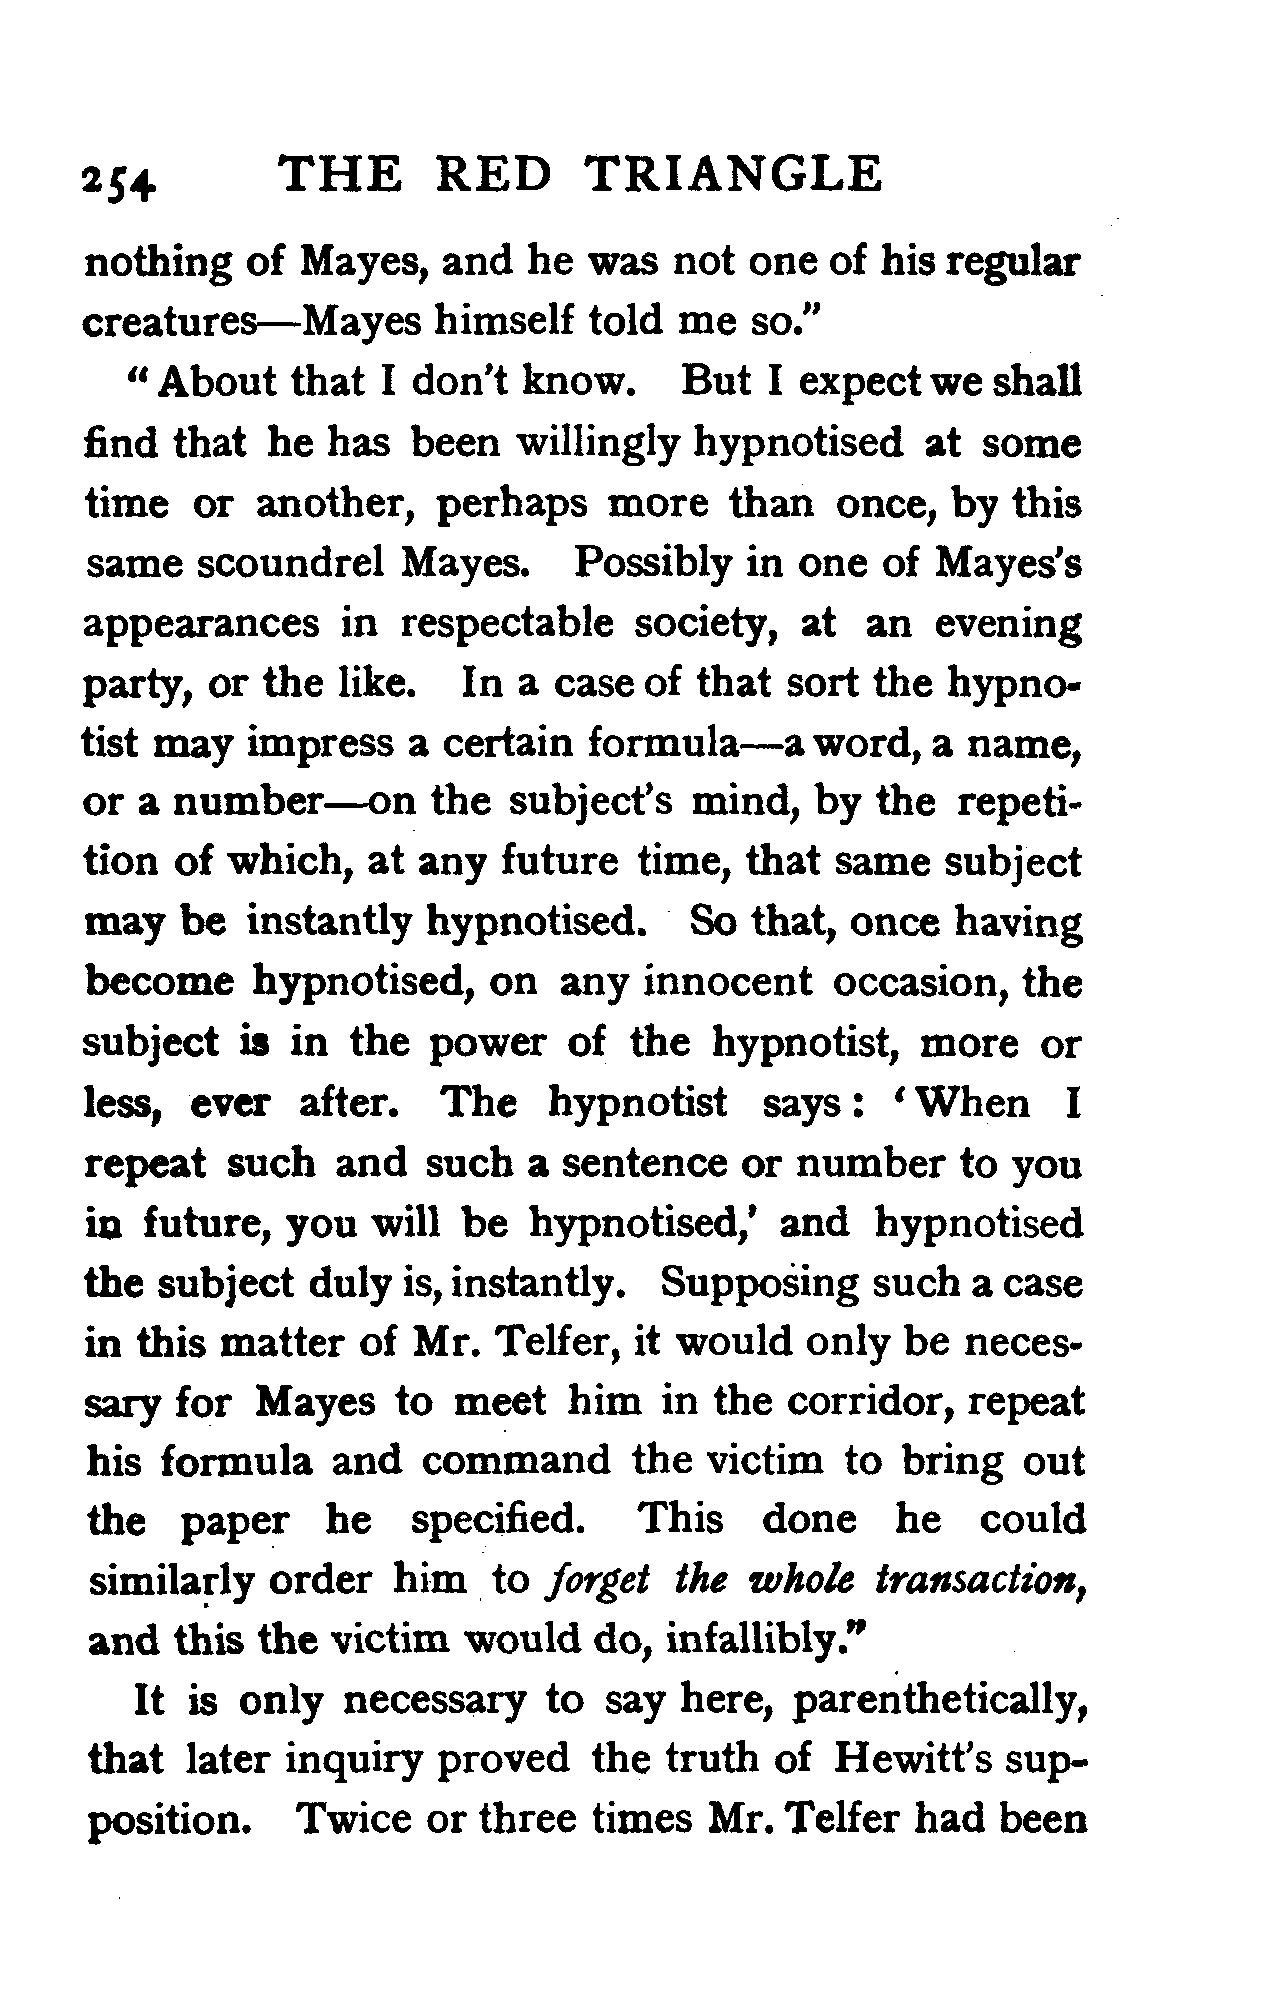 254 THE RED TRIANGLE
nothing of Mayes, and he was not one of his regular
creatures—Mayes himself told me so."
"About that I don't know. But I expect we shall
find that he has been willingly hypnotised at some
time or another, perhaps more than once, by this
same scoundrel Mayes. Possibly in one of Mayes's
appearances in respectable society, at an evening
party, or the like. In a case of that sort the hypno-
tist may impress a certain formula—a word, a name,
or a number—on the subject's mind, by the repeti-
tion of which, at any future time, that same subject
may be instantly hypnotised. So that, once having
become hypnotised, on any innocent occasion, the
subject is in the power of the hypnotist, more or
less, ever after. The hypnotist says: 'When I
repeat such and such a sentence or number to you
in future, you will be hypnotised,' and hypnotised
the subject duly is, instantly. Supposing such a case
in this matter of Mr. Telfer, it would only be neces-
sary for Mayes to meet him in the corridor, repeat
his formula and command the victim to bring out
the paper he specified. This done he could
similarly order him to forget the whole transaction,
and this the victim would do, infallibly."
It is only necessary to say here, parenthetically,
that later inquiry proved the truth of Hewitt's sup-
position. Twice or three times Mr. Telfer had been